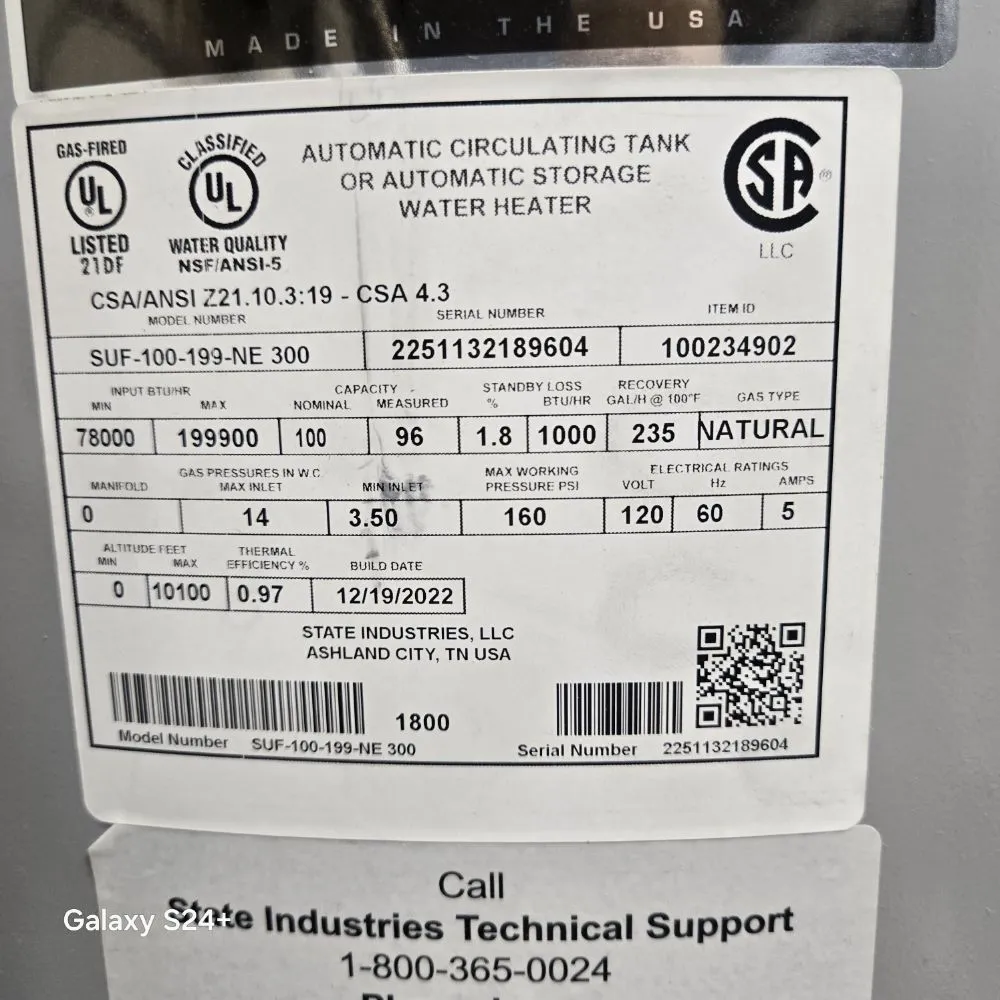 MADE IN THE USA
GAS-FIRED
UL
LISTED
21DF
CLASSIFIED
UL
WATER QUALITY
NSF/ANSI-5
AUTOMATIC CIRCULATING TANK
OR AUTOMATIC STORAGE
WATER HEATER
SA ®
LLC
CSA/ANSI Z21.10.3:19 - CSA 4.3
MODEL NUMBER SERIAL NUMBER ITEM ID
SUF-100-199-NE 300 2251132189604 100234902
INPUT BTU/HR CAPACITY STANDBY LOSS RECOVERY
MIN MAX NOMINAL MEASURED % BTU/HR GAL/H @ 100°F GAS TYPE
78000 199900 100 96 1.8 1000 235 NATURAL
GAS PRESSURES IN W.C. MAX WORKING ELECTRICAL RATINGS
MANIFOLD MAX INLET MIN INLET PRESSURE PSI VOLT Hz AMPS
0 14 3.50 160 120 60 5
ALTITUDE FEET THERMAL
MIN MAX EFFICIENCY % BUILD DATE
0 10100 0.97 12/19/2022
STATE INDUSTRIES, LLC
ASHLAND CITY, TN USA
1800
Model Number SUF-100-199-NE 300 Serial Number 2251132189604
Call
State Industries Technical Support
1-800-365-0024
Galaxy S24+